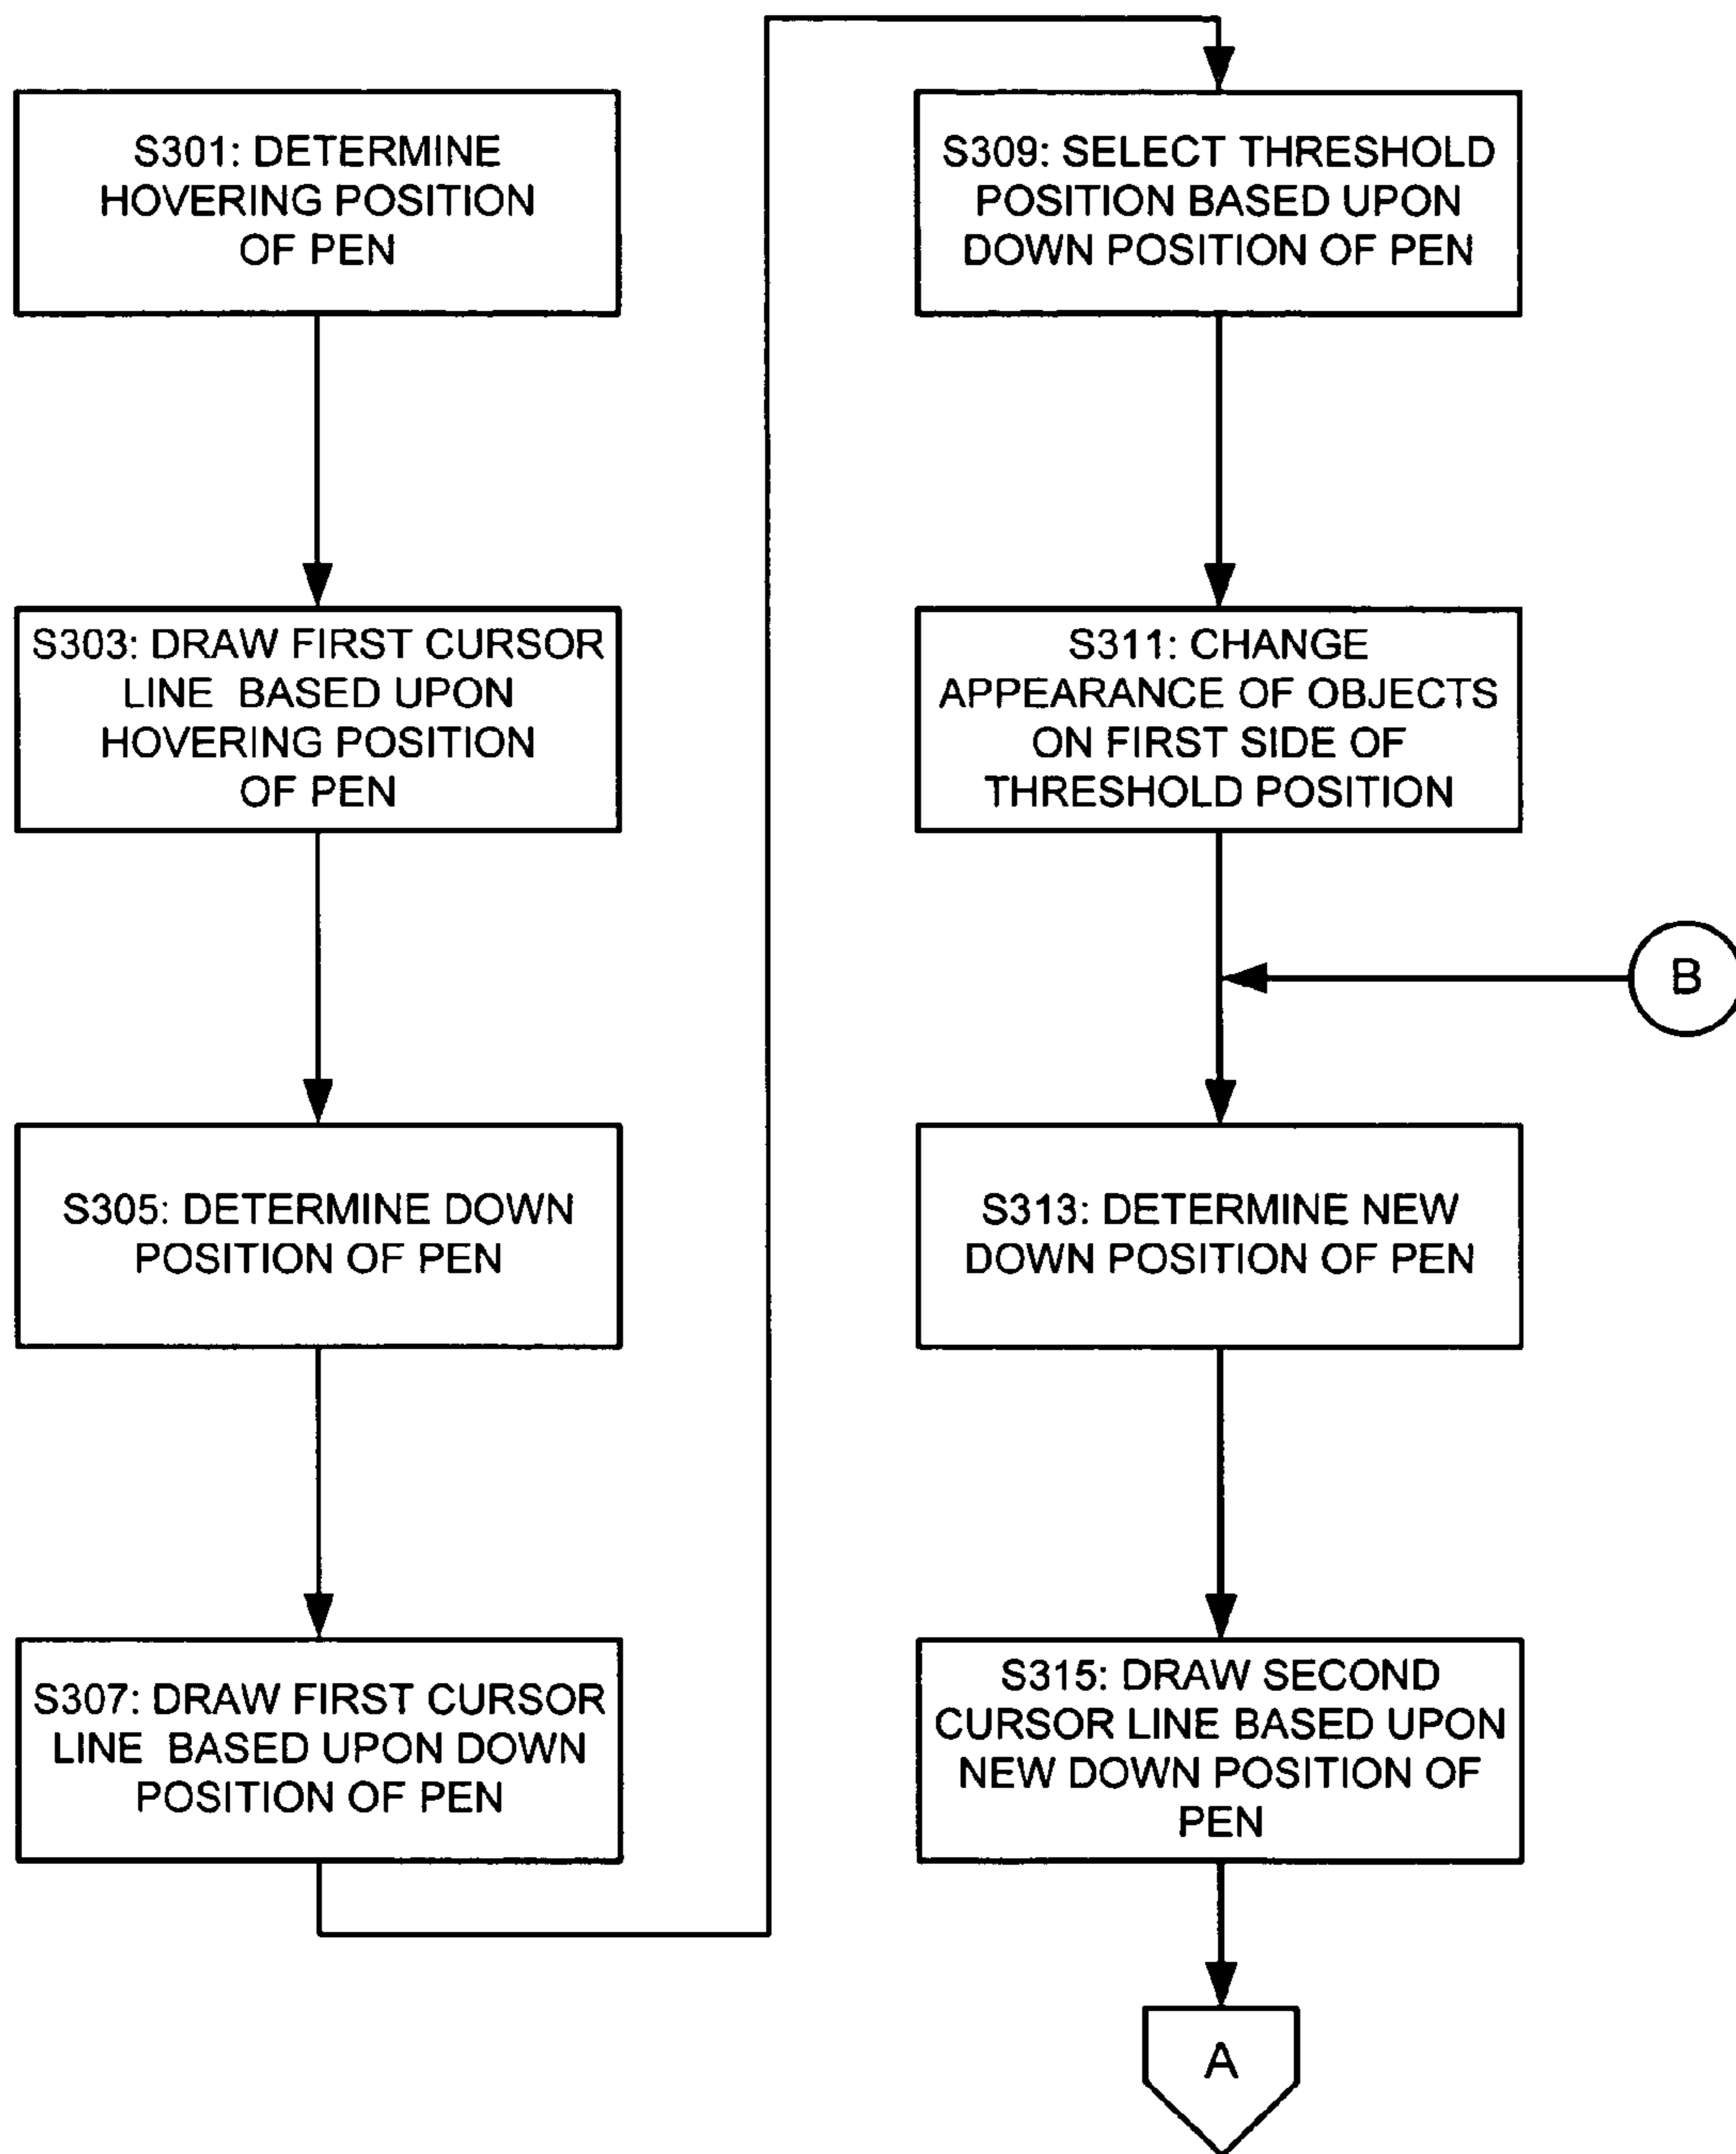 S301: DETERMINE
HOVERING POSITION
OF PEN
S303: DRAW FIRST CURSOR
LINE BASED UPON
HOVERING POSITION
OF PEN
S305: DETERMINE DOWN
POSITION OF PEN
S307: DRAW FIRST CURSOR
LINE BASED UPON DOWN
POSITION OF PEN
S309: SELECT THRESHOLD
POSITION BASED UPON
DOWN POSITION OF PEN
S311: CHANGE
APPEARANCE OF OBJECTS
ON FIRST SIDE OF
THRESHOLD POSITION
B
S313: DETERMINE NEW
DOWN POSITION OF PEN
S315: DRAW SECOND
CURSOR LINE BASED UPON
NEW DOWN POSITION OF
PEN
A